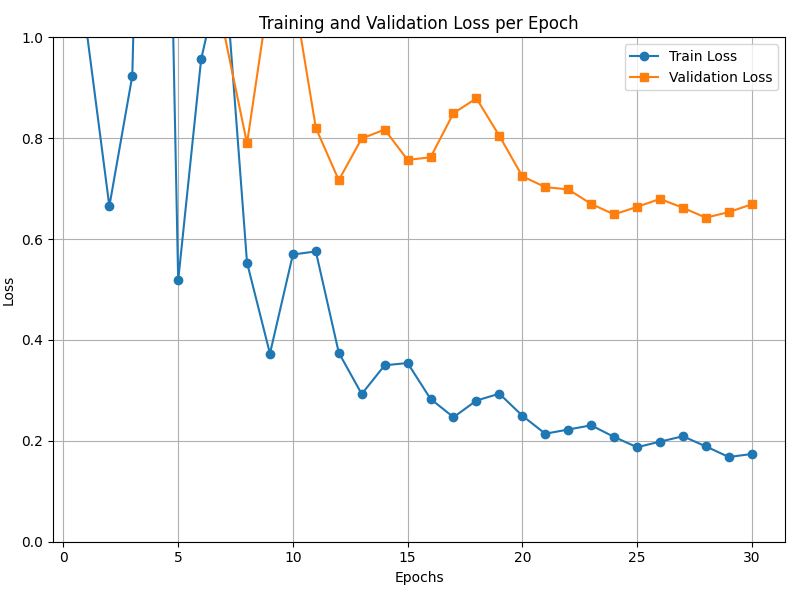 Training and Validation Loss per Epoch
Train Loss
Validation Loss
Loss
1.0
0.8
0.6
0.4
0.2
0.0
0 5 10 15 20 25 30
Epochs